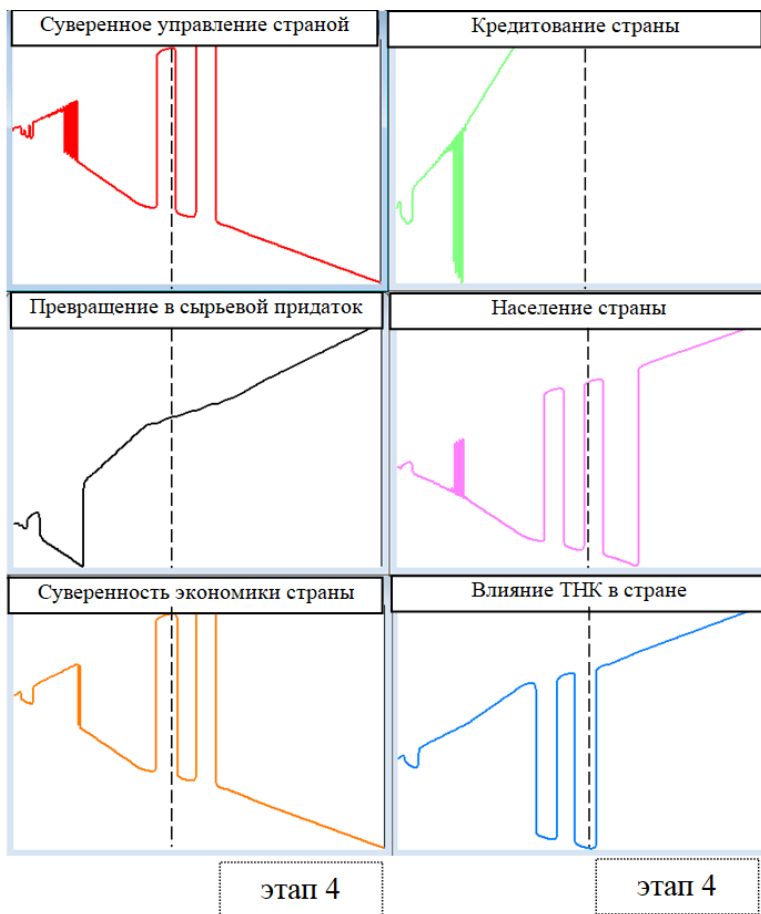 Суверенное управление страной
Кредитование страны
Превращение в сырьевой придаток
Население страны
Суверенность экономики страны
Влияние ТНК в стране
этап 4
этап 4